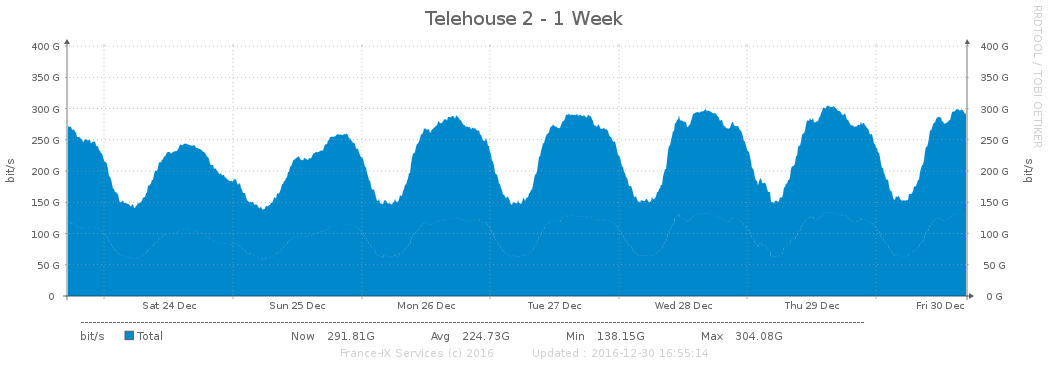 Telehouse 2 - 1 Week
RRDTOOL / TOBI OETIKER
400 G 400 G
350 G 350 G
300 G 300 G
250 G 250 G
200 G 200 G
150 G 150 G
100 G 100 G
50 G 50 G
0 0 G
bit/s bit/s
Sat 24 Dec Sun 25 Dec Mon 26 Dec Tue 27 Dec Wed 28 Dec Thu 29 Dec Fri 30 Dec
bit/s Total Now 291.81G Avg 224.73G Min 138.15G Max 304.08G
France-IX Services (c) 2016 Updated : 2016-12-30 16:55:14